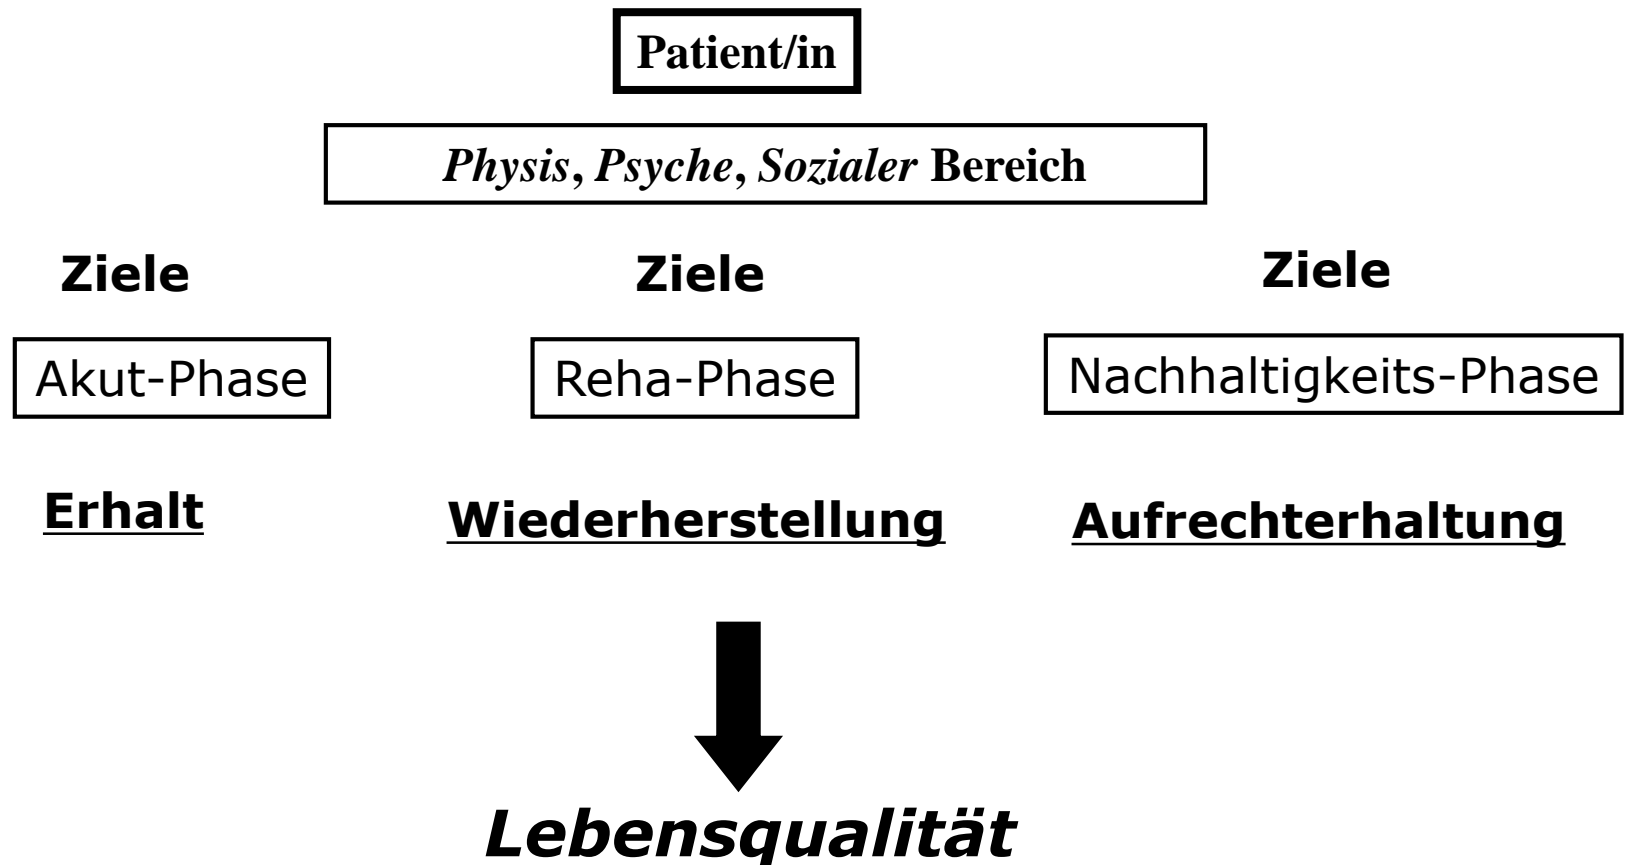 Patient/in
Physis, Psyche, Sozialer Bereich
Ziele Ziele Ziele
Akut-Phase Reha-Phase Nachhaltigkeits-Phase
Erhalt Wiederherstellung Aufrechterhaltung
Lebensqualität